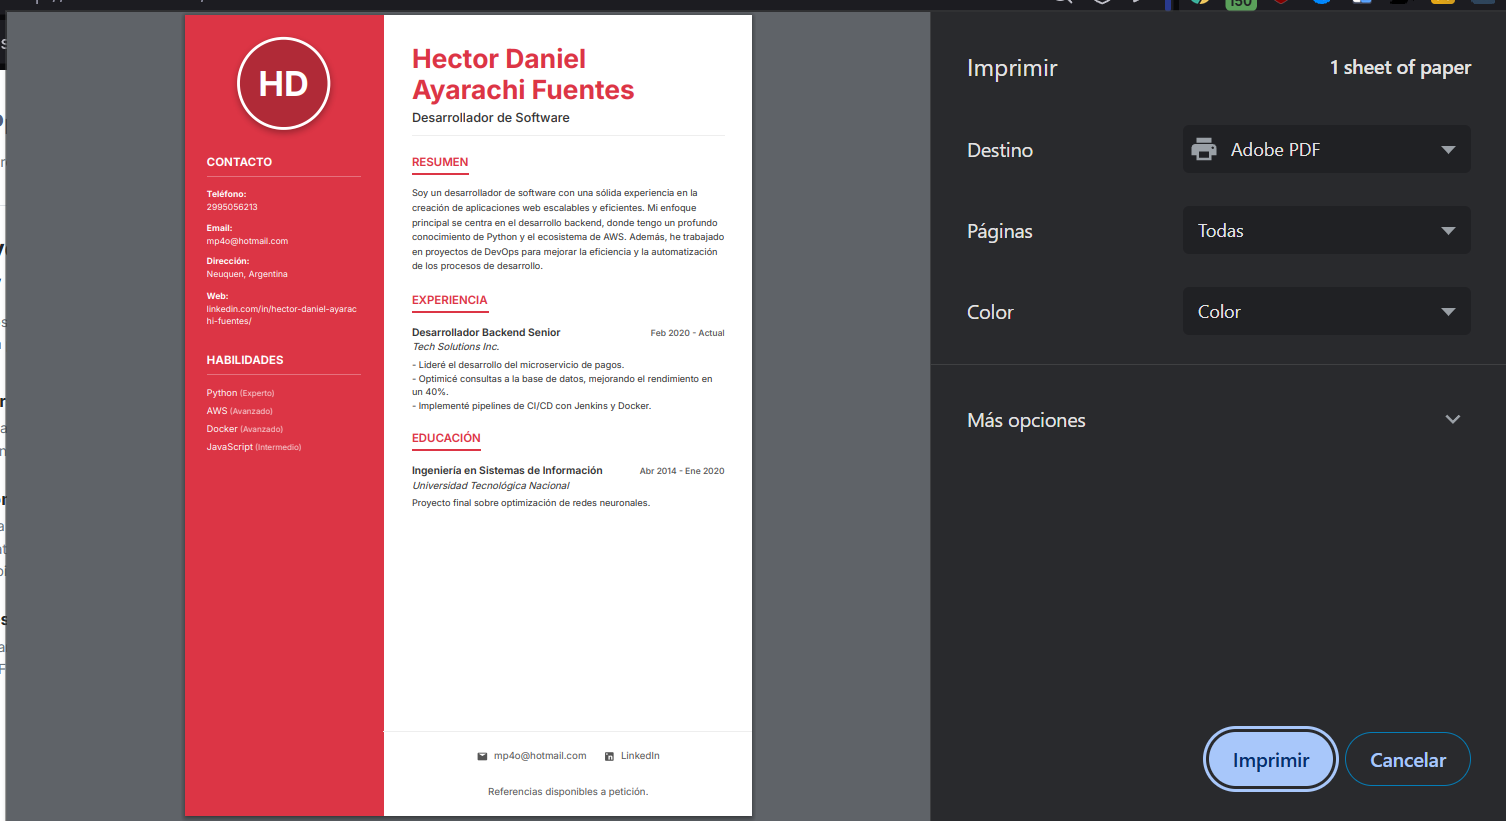 HD
CONTACTO
Teléfono:
2995056213
Email:
mp4o@hotmail.com
Dirección:
Neuquen, Argentina
Web:
linkedin.com/in/hector-daniel-ayarac
hi-fuentes/
HABILIDADES
Python (Experto)
AWS (Avanzado)
Docker (Avanzado)
JavaScript (Intermedio)
Hector Daniel
Ayarachi Fuentes
Desarrollador de Software
RESUMEN
Soy un desarrollador de software con una sólida experiencia en la
creación de aplicaciones web escalables y eficientes. Mi enfoque
principal se centra en el desarrollo backend, donde tengo un profundo
conocimiento de Python y el ecosistema de AWS. Además, he trabajado
en proyectos de DevOps para mejorar la eficiencia y la automatización
de los procesos de desarrollo.
EXPERIENCIA
Desarrollador Backend Senior Feb 2020 - Actual
Tech Solutions Inc.
- Lideré el desarrollo del microservicio de pagos.
- Optimicé consultas a la base de datos, mejorando el rendimiento en
un 40%.
- Implementé pipelines de CI/CD con Jenkins y Docker.
EDUCACIÓN
Ingeniería en Sistemas de Información Abr 2014 - Ene 2020
Universidad Tecnológica Nacional
Proyecto final sobre optimización de redes neuronales.
mp4o@hotmail.com LinkedIn
Referencias disponibles a petición.
150
Imprimir 1 sheet of paper
Destino Adobe PDF
Páginas Todas
Color Color
Más opciones
Imprimir Cancelar